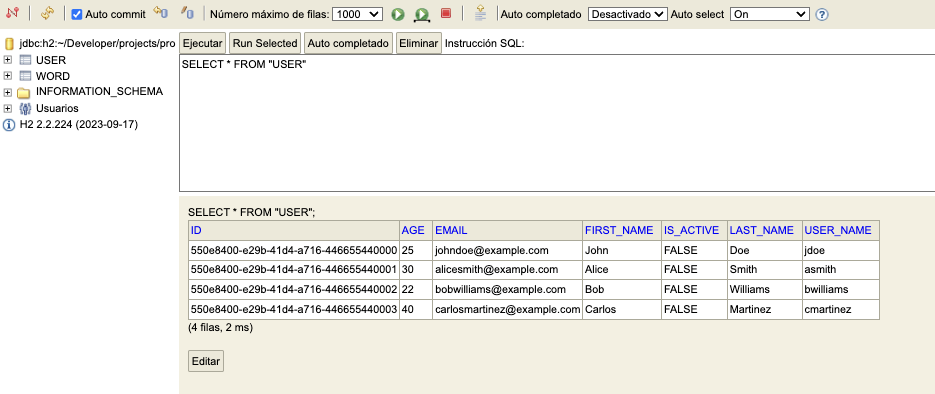 Auto commit Número máximo de filas: 1000 Auto completado Desactivado Auto select On
jdbc:h2:~/Developer/projects/pro
USER
WORD
INFORMATION_SCHEMA
Usuarios
H2 2.2.224 (2023-09-17)
Ejecutar Run Selected Auto completado Eliminar Instrucción SQL:
SELECT * FROM "USER"
SELECT * FROM "USER";
ID AGE EMAIL FIRST_NAME IS_ACTIVE LAST_NAME USER_NAME
550e8400-e29b-41d4-a716-446655440000 25 johndoe@example.com John FALSE Doe jdoe
550e8400-e29b-41d4-a716-446655440001 30 alicesmith@example.com Alice FALSE Smith asmith
550e8400-e29b-41d4-a716-446655440002 22 bobwilliams@example.com Bob FALSE Williams bwilliams
550e8400-e29b-41d4-a716-446655440003 40 carlosmartinez@example.com Carlos FALSE Martinez cmartinez
(4 filas, 2 ms)
Editar